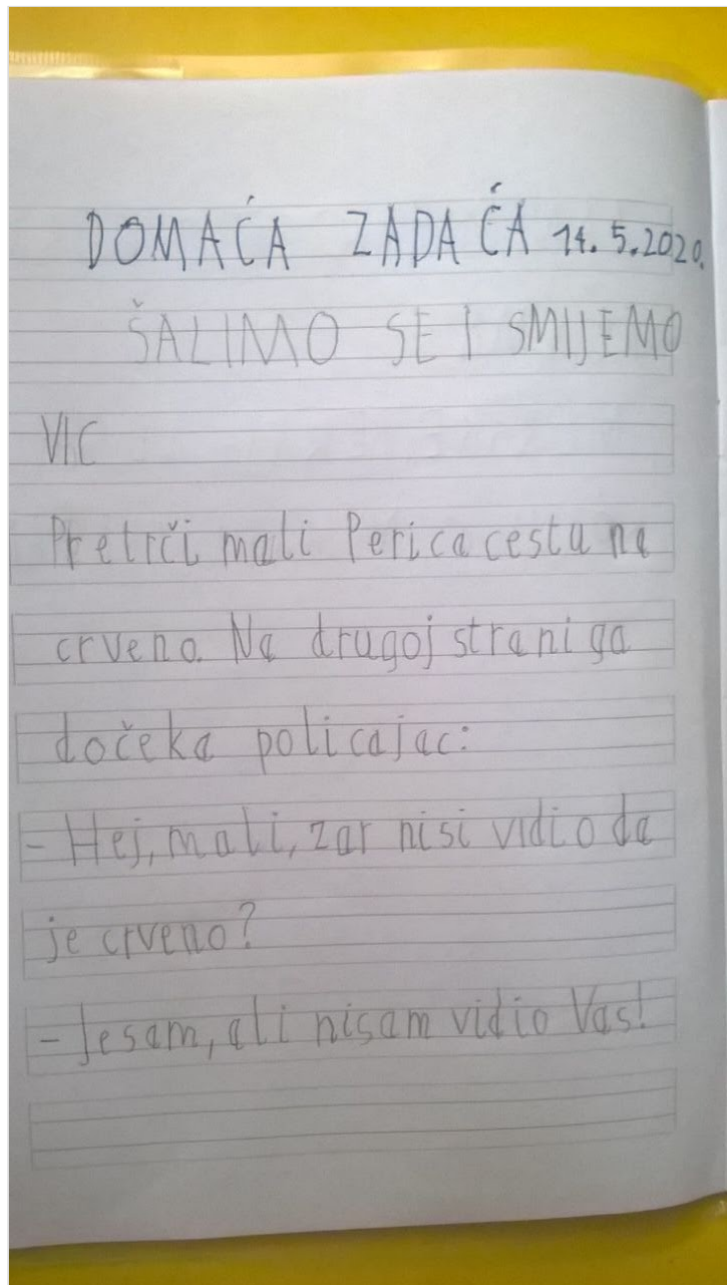 DOMAĆA ZADAĆA 14.5.2020.
ŠALIMO SE I SMIJEMO
VIC
Pretrči mali Perica cestu na
crveno. Na drugoj strani ga
dočeka policajac:
- Hej, mali, zar nisi vidio da
je crveno?
- Jesam, ali nisam vidio Vas!